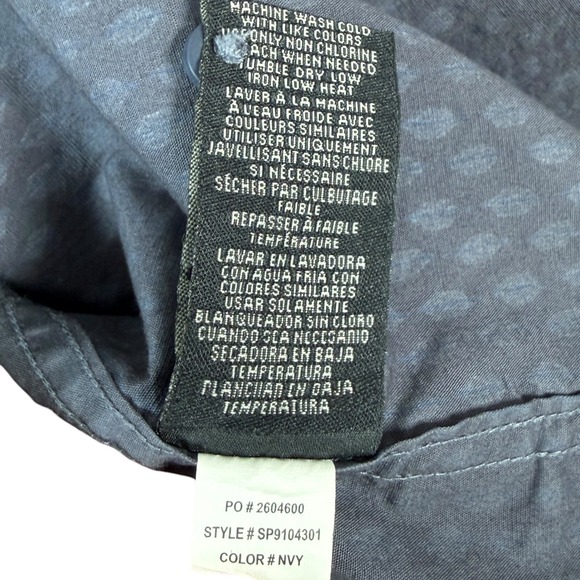 MACHINE WASH COLD
WITH LIKE COLORS
USE ONLY NON CHLORINE
BLEACH WHEN NEEDED
TUMBLE DRY LOW
IRON LOW HEAT
LAVER À LA MACHINE
À L'EAU FROIDE AVEC
COULEURS SIMILAIRES
UTILISER UNIQUEMENT
JAVELLISANT SANS CHLORE
SI NÉCESSAIRE
SÉCHER PAR CULBUTAGE
FAIBLE
REPASSER À FAIBLE
TEMPÉRATURE
LAVAR EN LAVADORA
CON AGUA FRIA CON
COLORES SIMILARES
USAR SOLAMENTE
BLANQUEADOR SIN CLORO
CUANDO SEA NECESARIO
SECADORA EN BAJA
TEMPERATURA
PLANCHAR EN BAJA
TEMPERATURA
PO # 2604600
STYLE # SP9104301
COLOR # NVY